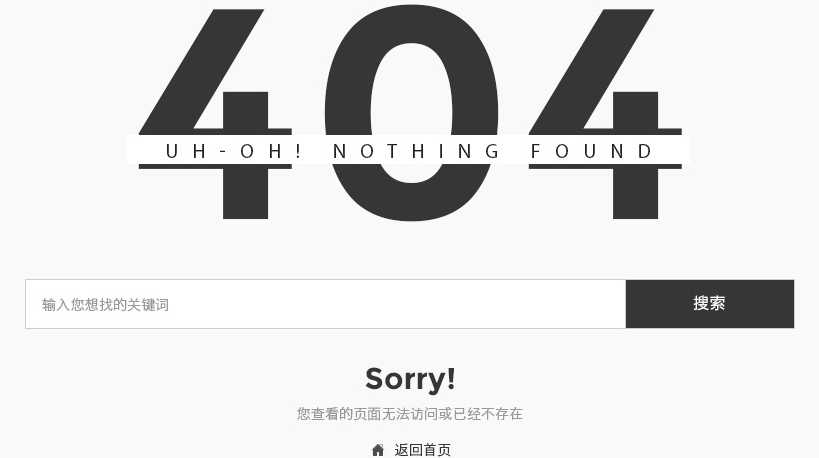 404
UH-OH! NOTHING FOUND
输入您想找的关键词
搜索
Sorry!
您查看的页面无法访问或已经不存在
返回首页